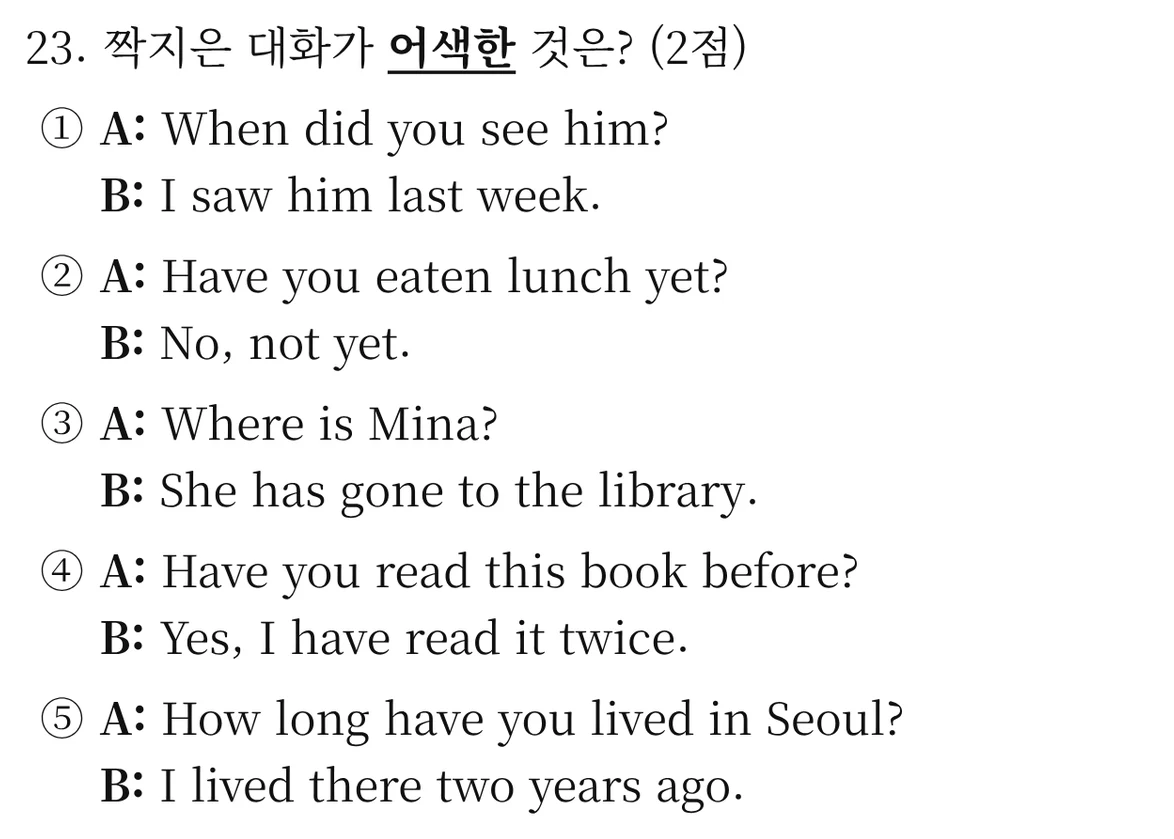 23. 짝지은 대화가 어색한 것은? (2점)
① A: When did you see him?
B: I saw him last week.
② A: Have you eaten lunch yet?
B: No, not yet.
③ A: Where is Mina?
B: She has gone to the library.
④ A: Have you read this book before?
B: Yes, I have read it twice.
⑤ A: How long have you lived in Seoul?
B: I lived there two years ago.